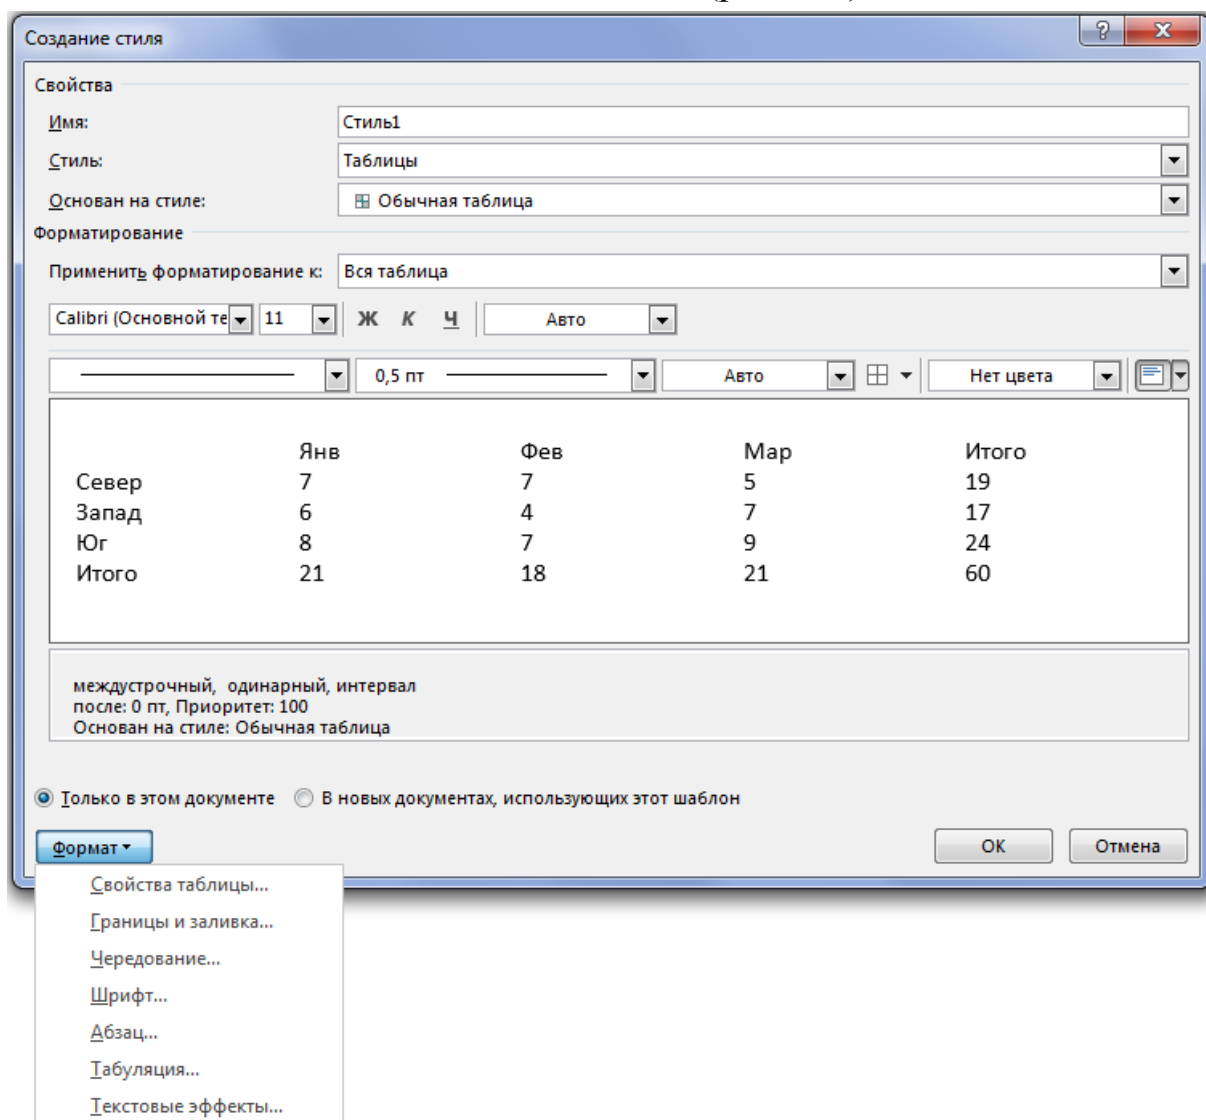 Создание стиля
Свойства
Имя: Стиль1
Стиль: Таблицы
Основан на стиле: Обычная таблица
Форматирование
Применить форматирование к: Вся таблица
Calibri (Основной те 11 Ж К Ч Авто
0,5 пт Авто Нет цвета
Янв Фев Мар Итого
Север 7 7 5 19
Запад 6 4 7 17
Юг 8 7 9 24
Итого 21 18 21 60
междустрочный, одинарный, интервал
после: 0 пт, Приоритет: 100
Основан на стиле: Обычная таблица
Только в этом документе В новых документах, использующих этот шаблон
Формат ОК Отмена
Свойства таблицы...
Границы и заливка...
Чередование...
Шрифт...
Абзац...
Табуляция...
Текстовые эффекты...